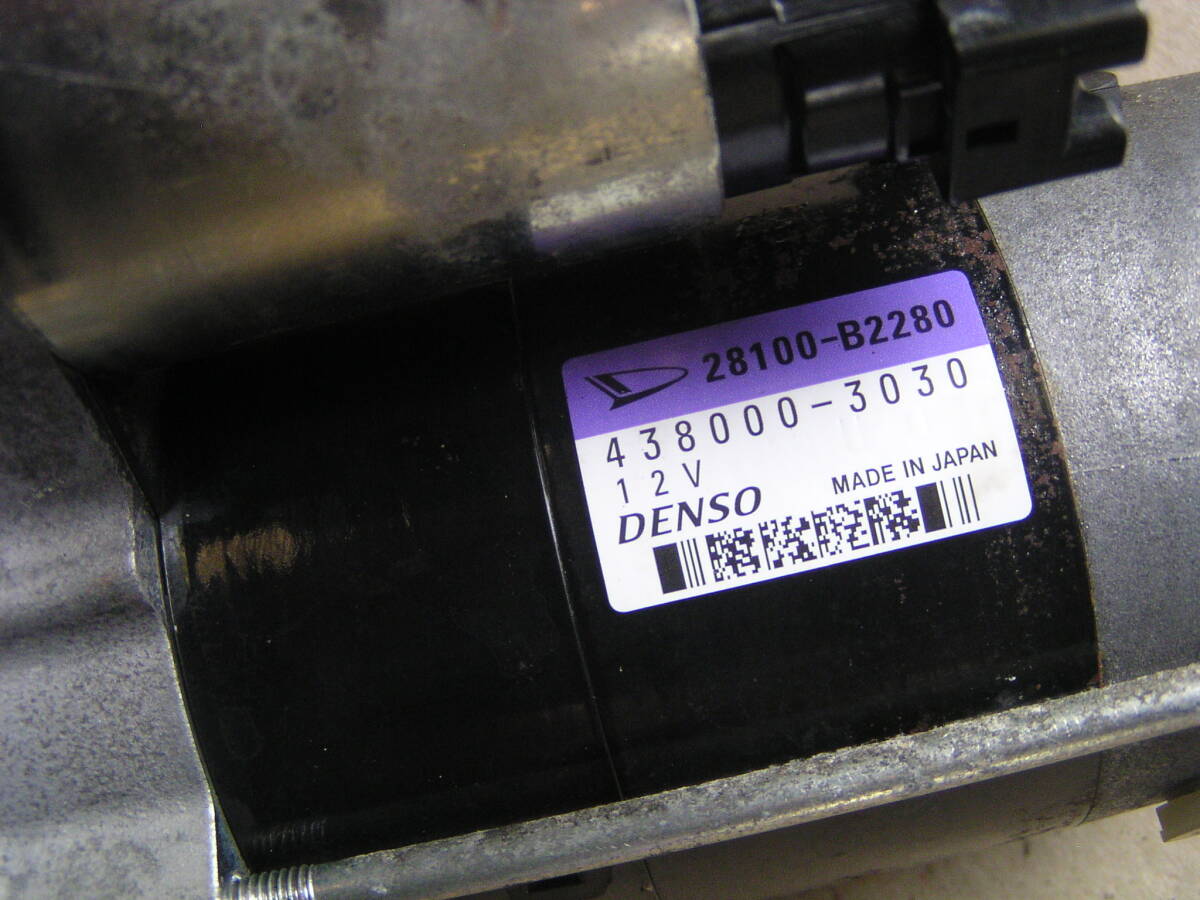 28100-B2280
438000-3030
12V
MADE IN JAPAN
DENSO